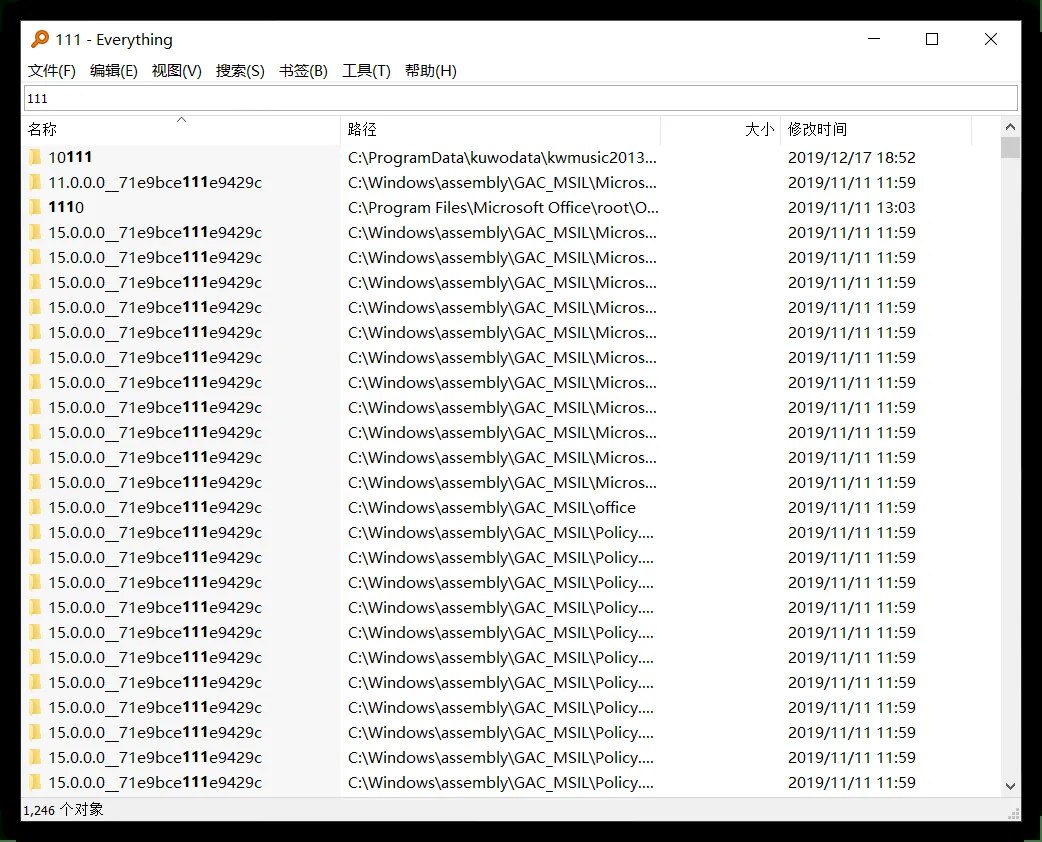 111 - Everything
文件(F) 编辑(E) 视图(V) 搜索(S) 书签(B) 工具(T) 帮助(H)
111
名称 路径 大小 修改时间
10111 C:\ProgramData\kuwodata\kwmusic2013... 2019/12/17 18:52
11.0.0.0__71e9bce111e9429c C:\Windows\assembly\GAC_MSIL\Micros... 2019/11/11 11:59
1110 C:\Program Files\Microsoft Office\root\O... 2019/11/11 13:03
15.0.0.0__71e9bce111e9429c C:\Windows\assembly\GAC_MSIL\Micros... 2019/11/11 11:59
15.0.0.0__71e9bce111e9429c C:\Windows\assembly\GAC_MSIL\Micros... 2019/11/11 11:59
15.0.0.0__71e9bce111e9429c C:\Windows\assembly\GAC_MSIL\Micros... 2019/11/11 11:59
15.0.0.0__71e9bce111e9429c C:\Windows\assembly\GAC_MSIL\Micros... 2019/11/11 11:59
15.0.0.0__71e9bce111e9429c C:\Windows\assembly\GAC_MSIL\Micros... 2019/11/11 11:59
15.0.0.0__71e9bce111e9429c C:\Windows\assembly\GAC_MSIL\Micros... 2019/11/11 11:59
15.0.0.0__71e9bce111e9429c C:\Windows\assembly\GAC_MSIL\Micros... 2019/11/11 11:59
15.0.0.0__71e9bce111e9429c C:\Windows\assembly\GAC_MSIL\Micros... 2019/11/11 11:59
15.0.0.0__71e9bce111e9429c C:\Windows\assembly\GAC_MSIL\Micros... 2019/11/11 11:59
15.0.0.0__71e9bce111e9429c C:\Windows\assembly\GAC_MSIL\Micros... 2019/11/11 11:59
15.0.0.0__71e9bce111e9429c C:\Windows\assembly\GAC_MSIL\Micros... 2019/11/11 11:59
15.0.0.0__71e9bce111e9429c C:\Windows\assembly\GAC_MSIL\office 2019/11/11 11:59
15.0.0.0__71e9bce111e9429c C:\Windows\assembly\GAC_MSIL\Policy.... 2019/11/11 11:59
15.0.0.0__71e9bce111e9429c C:\Windows\assembly\GAC_MSIL\Policy.... 2019/11/11 11:59
15.0.0.0__71e9bce111e9429c C:\Windows\assembly\GAC_MSIL\Policy.... 2019/11/11 11:59
15.0.0.0__71e9bce111e9429c C:\Windows\assembly\GAC_MSIL\Policy.... 2019/11/11 11:59
15.0.0.0__71e9bce111e9429c C:\Windows\assembly\GAC_MSIL\Policy.... 2019/11/11 11:59
15.0.0.0__71e9bce111e9429c C:\Windows\assembly\GAC_MSIL\Policy.... 2019/11/11 11:59
15.0.0.0__71e9bce111e9429c C:\Windows\assembly\GAC_MSIL\Policy.... 2019/11/11 11:59
15.0.0.0__71e9bce111e9429c C:\Windows\assembly\GAC_MSIL\Policy.... 2019/11/11 11:59
15.0.0.0__71e9bce111e9429c C:\Windows\assembly\GAC_MSIL\Policy.... 2019/11/11 11:59
15.0.0.0__71e9bce111e9429c C:\Windows\assembly\GAC_MSIL\Policy.... 2019/11/11 11:59
15.0.0.0__71e9bce111e9429c C:\Windows\assembly\GAC_MSIL\Policy.... 2019/11/11 11:59
1,246 个对象